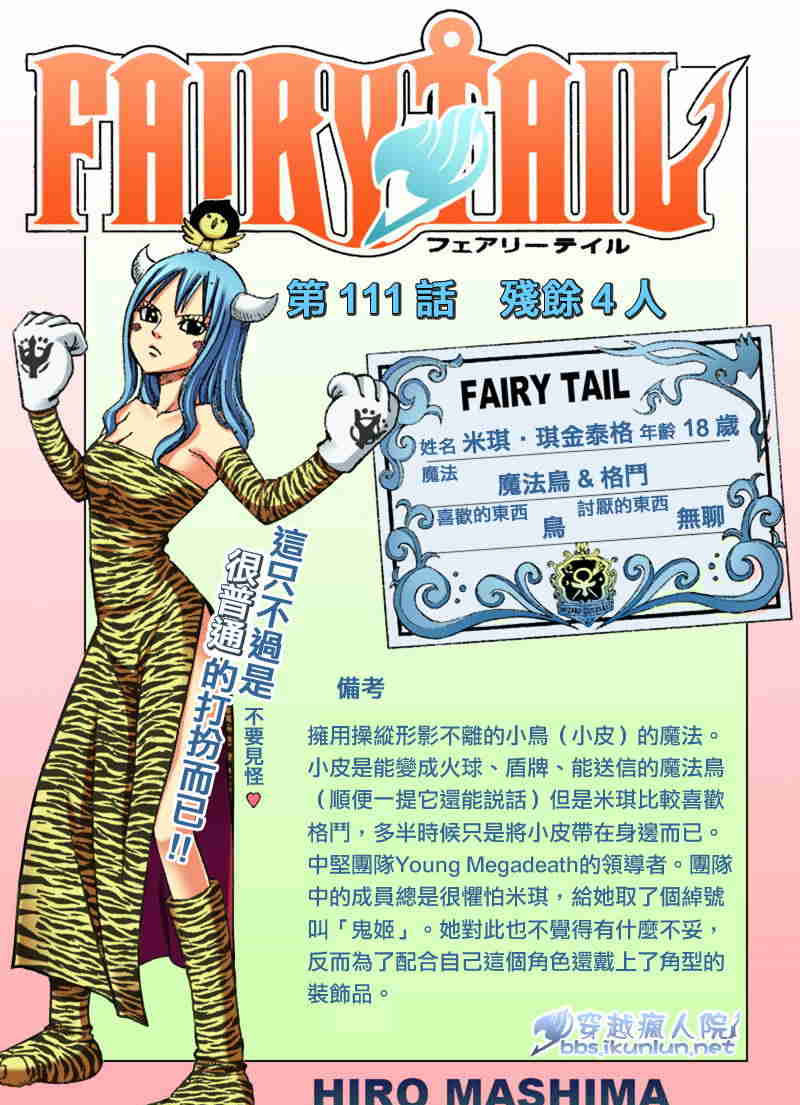 FAIRY TAIL
フェアリーテイル
第111話 殘餘4人
FAIRY TAIL
姓名 米琪・琪金泰格 年齡 18歲
魔法 魔法鳥 & 格鬥
喜歡的東西 鳥 討厭的東西 無聊
這只不過是
很普通的打扮而已!!
不要見怪♥
備考
擁用操縱形影不離的小鳥（小皮）的魔法。
小皮是能變成火球、盾牌、能送信的魔法鳥
（順便一提它還能説話）但是米琪比較喜歡
格鬥，多半時候只是將小皮帶在身邊而已。
中堅團隊Young Megadeath的領導者。團隊
中的成員總是很懼怕米琪，給她取了個綽號
叫「鬼姬」。她對此也不覺得有什麼不妥，
反而為了配合自己這個角色還戴上了角型的
裝飾品。
穿越瘋人院
bbs.ikunlun.net
HIRO MASHIMA